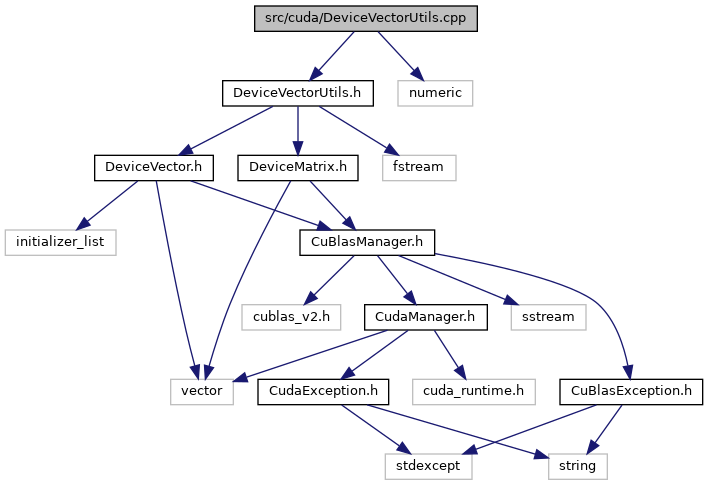 src/cuda/DeviceVectorUtils.cpp
DeviceVectorUtils.h
numeric
DeviceVector.h
DeviceMatrix.h
fstream
initializer_list
CuBlasManager.h
cublas_v2.h
CudaManager.h
sstream
vector
CudaException.h
cuda_runtime.h
CuBlasException.h
stdexcept
string